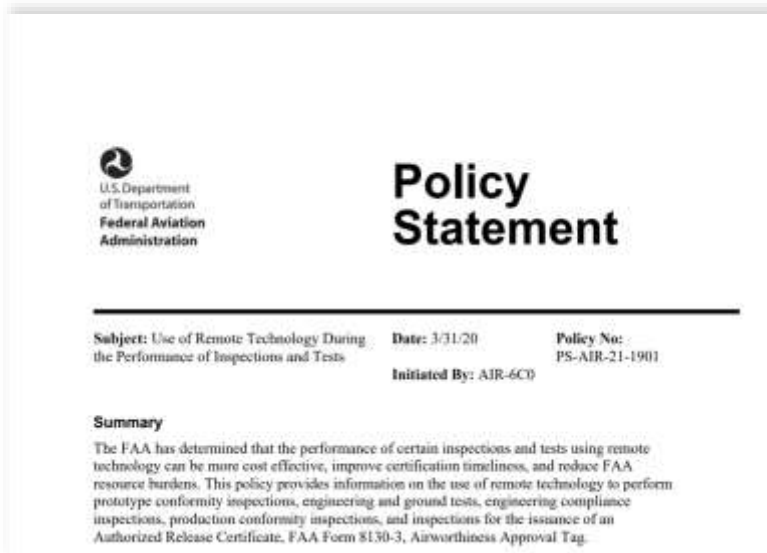 U.S. Department
of Transportation
Federal Aviation
Administration
Policy
Statement
Subject: Use of Remote Technology During
the Performance of Inspections and Tests
Date: 3/31/20
Initiated By: AIR-6C0
Policy No:
PS-AIR-21-1901
Summary
The FAA has determined that the performance of certain inspections and tests using remote
technology can be more cost effective, improve certification timeliness, and reduce FAA
resource burdens. This policy provides information on the use of remote technology to perform
prototype conformity inspections, engineering and ground tests, engineering compliance
inspections, production conformity inspections, and inspections for the issuance of an
Authorized Release Certificate, FAA Form 8130-3, Airworthiness Approval Tag.